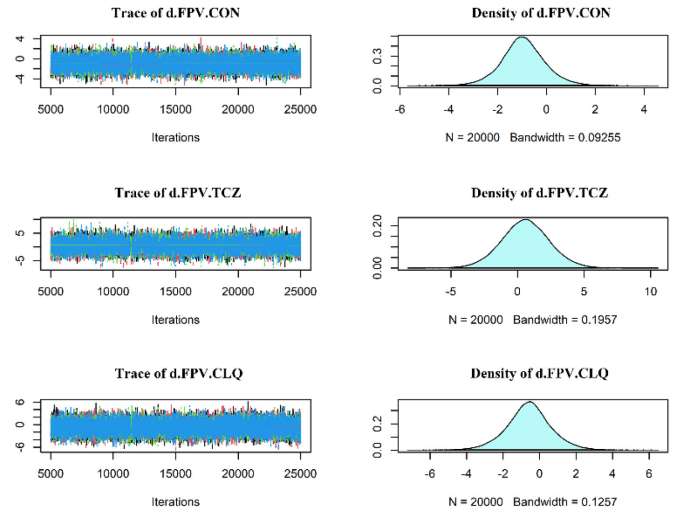 Trace of d.FPV.CON
Density of d.FPV.CON
4
0
-4
5000 10000 15000 20000 25000
Iterations
0.3
0.0
-6 -4 -2 0 2 4
N = 20000 Bandwidth = 0.09255
Trace of d.FPV.TCZ
Density of d.FPV.TCZ
5
-5
5000 10000 15000 20000 25000
Iterations
0.20
0.00
-5 0 5 10
N = 20000 Bandwidth = 0.1957
Trace of d.FPV.CLQ
Density of d.FPV.CLQ
6
0
-6
5000 10000 15000 20000 25000
Iterations
0.2
0.0
-6 -4 -2 0 2 4 6
N = 20000 Bandwidth = 0.1257